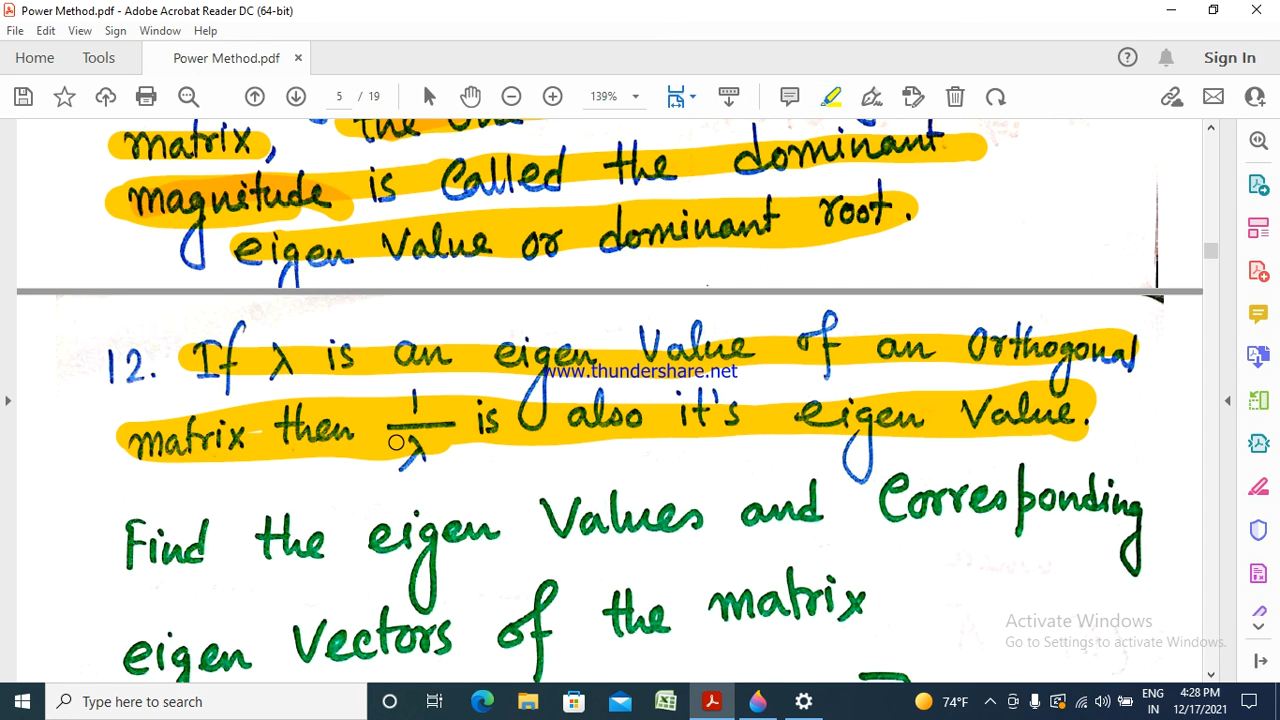 Power Method.pdf - Adobe Acrobat Reader DC (64-bit)
File Edit View Sign Window Help
Home Tools Power Method.pdf × Sign In
5 / 19 139%
matrix, the
magnitude is called the dominant
eigen value or dominant root.
12. If λ is an eigen value of an orthogonal
www.thundershare.net
matrix then 1/λ is also it's eigen value.
Find the eigen values and corresponding
eigen vectors of the matrix
Activate Windows
Go to Settings to activate Windows.
Type here to search 74°F ENG 4:28 PM
IN 12/17/2021